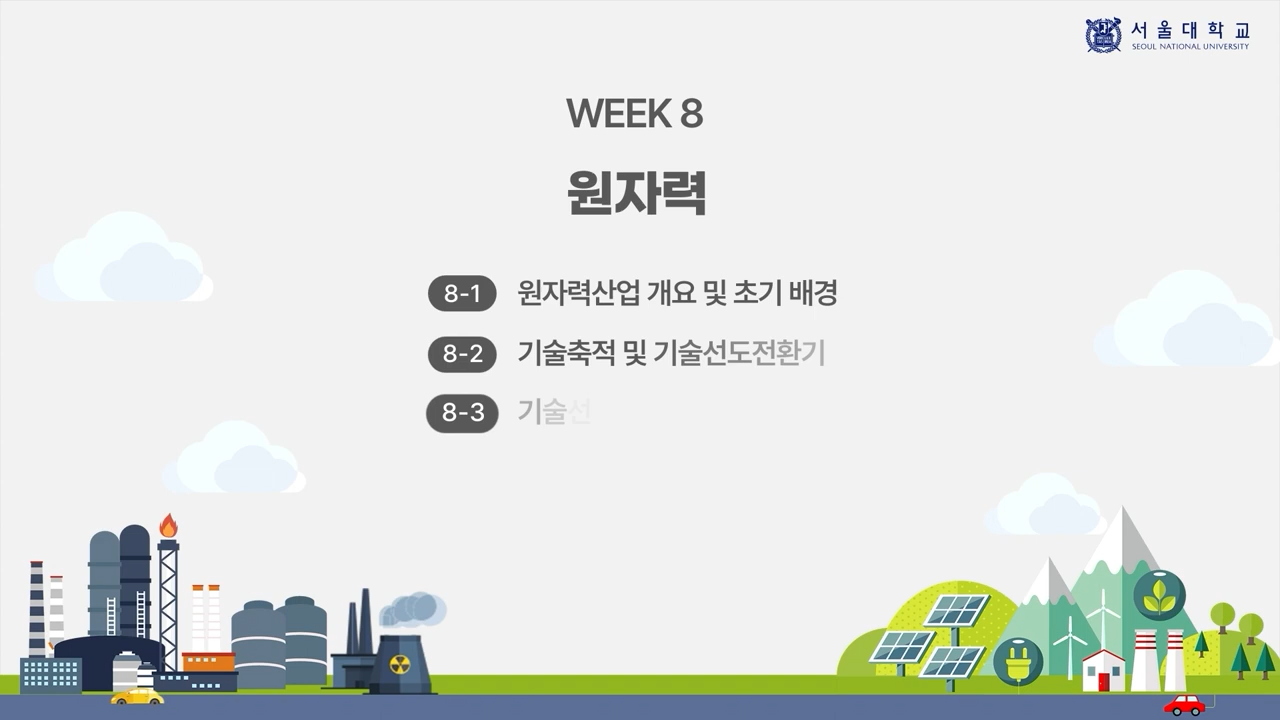 서울대학교
SEOUL NATIONAL UNIVERSITY
WEEK 8
원자력
8-1 원자력산업 개요 및 초기 배경
8-2 기술축적 및 기술선도전환기
8-3 기술선